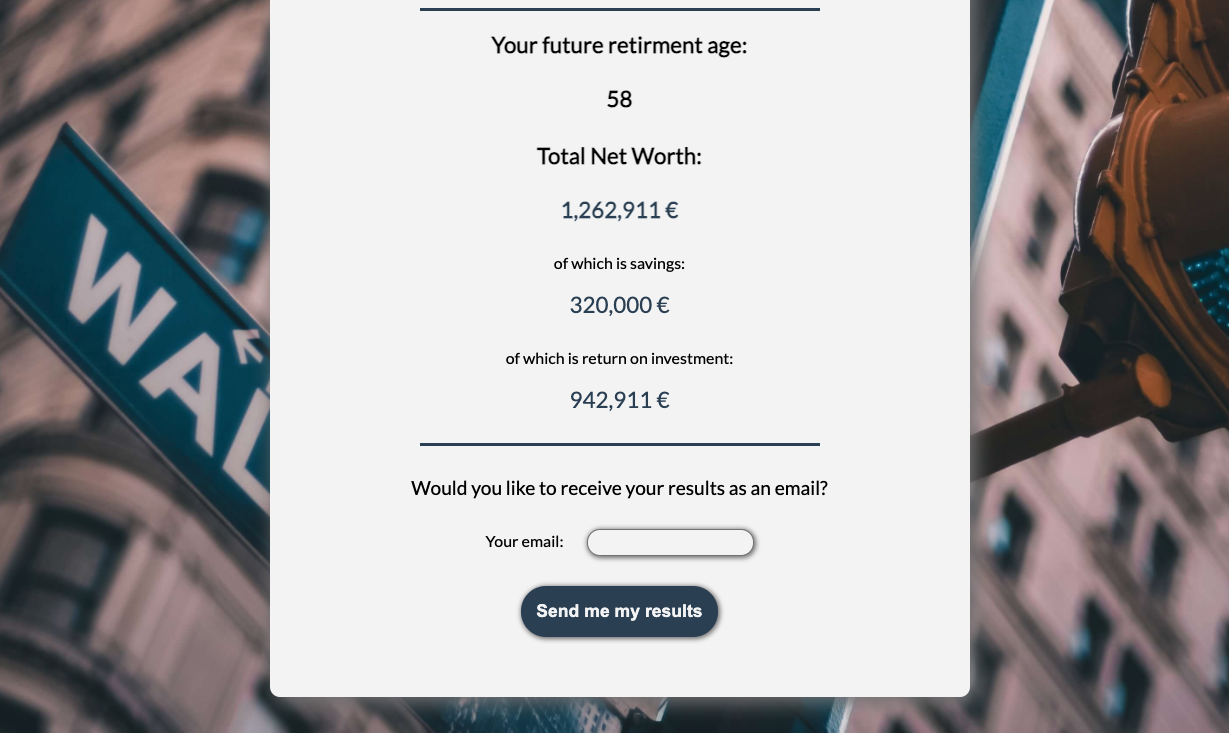 Your future retirment age:
58
Total Net Worth:
1,262,911 €
of which is savings:
320,000 €
of which is return on investment:
942,911 €
Would you like to receive your results as an email?
Your email:
Send me my results
WAL